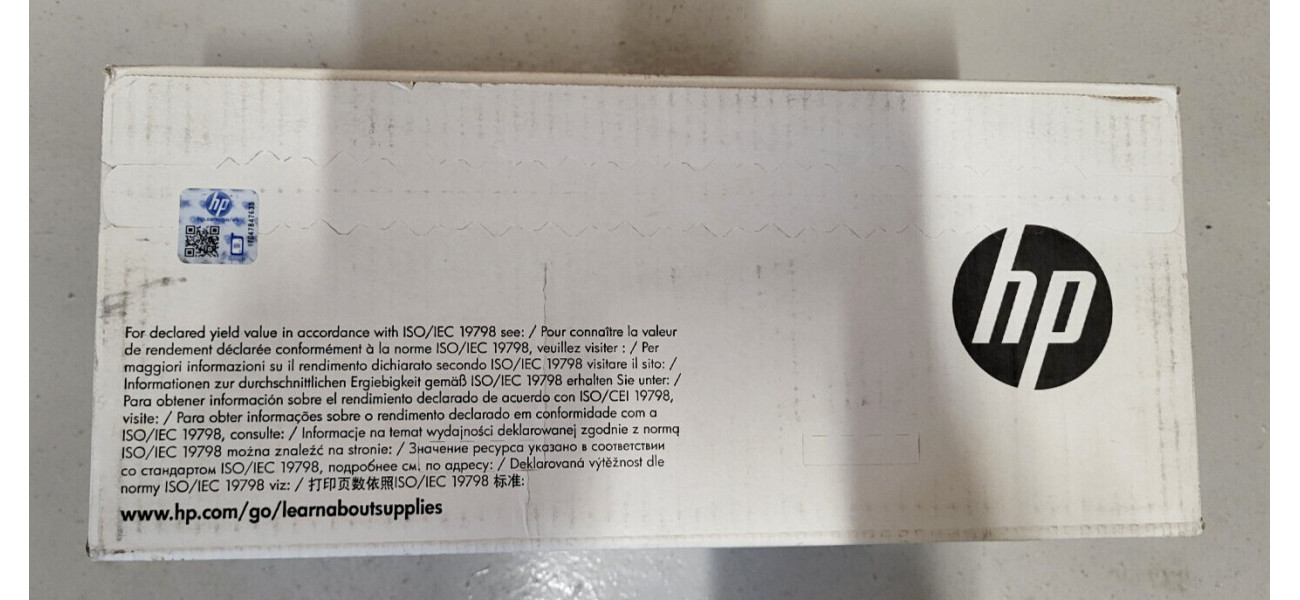 hp
hp
For declared yield value in accordance with ISO/IEC 19798 see: / Pour connaître la valeur
de rendement déclarée conformément à la norme ISO/IEC 19798, veuillez visiter : / Per
maggiori informazioni su il rendimento dichiarato secondo ISO/IEC 19798 visitare il sito: /
Informationen zur durchschnittlichen Ergiebigkeit gemäß ISO/IEC 19798 erhalten Sie unter: /
Para obtener información sobre el rendimiento declarado de acuerdo con ISO/CEI 19798,
visite: / Para obter informações sobre o rendimento declarado em conformidade com a
ISO/IEC 19798, consulte: / Informacje na temat wydajności deklarowanej zgodnie z normą
ISO/IEC 19798 można znaleźć na stronie: / Значение ресурса указано в соответствии
со стандартом ISO/IEC 19798, подробнее см. по адресу: / Deklarovaná výtěžnost dle
normy ISO/IEC 19798 viz: / 打印页数依照ISO/IEC 19798 标准:
www.hp.com/go/learnaboutsupplies